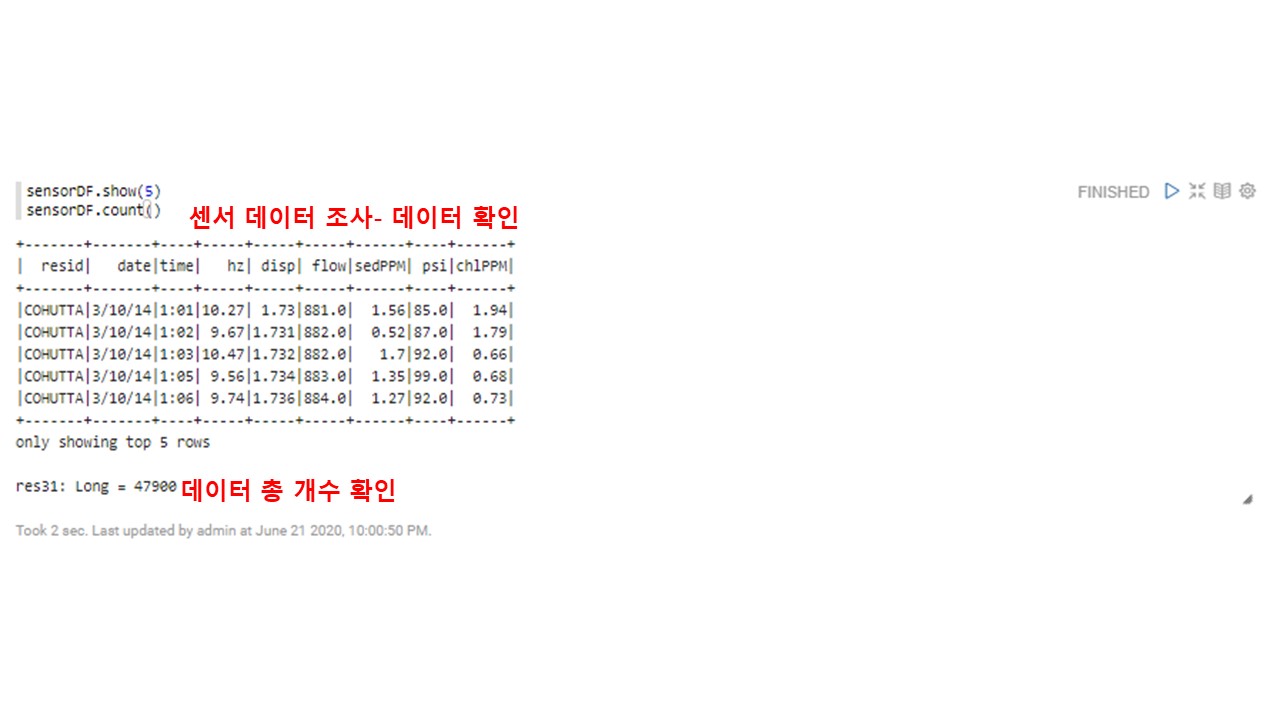 sensorDF.show(5)
FINISHED
sensorDF.count()
센서 데이터 조사- 데이터 확인
+-------+-------+----+-----+-----+-----+------+----+------+
|  resid|   date|time|   hz| disp| flow|sedPPM| psi|chlPPM|
+-------+-------+----+-----+-----+-----+------+----+------+
|COHUTTA|3/10/14|1:01|10.27| 1.73|881.0|  1.56|85.0|  1.94|
|COHUTTA|3/10/14|1:02| 9.67|1.731|882.0|  0.52|87.0|  1.79|
|COHUTTA|3/10/14|1:03|10.47|1.732|882.0|   1.7|92.0|  0.66|
|COHUTTA|3/10/14|1:05| 9.56|1.734|883.0|  1.35|99.0|  0.68|
|COHUTTA|3/10/14|1:06| 9.74|1.736|884.0|  1.27|92.0|  0.73|
+-------+-------+----+-----+-----+-----+------+----+------+
only showing top 5 rows
res31: Long = 47900 데이터 총 개수 확인
Took 2 sec. Last updated by admin at June 21 2020, 10:00:50 PM.